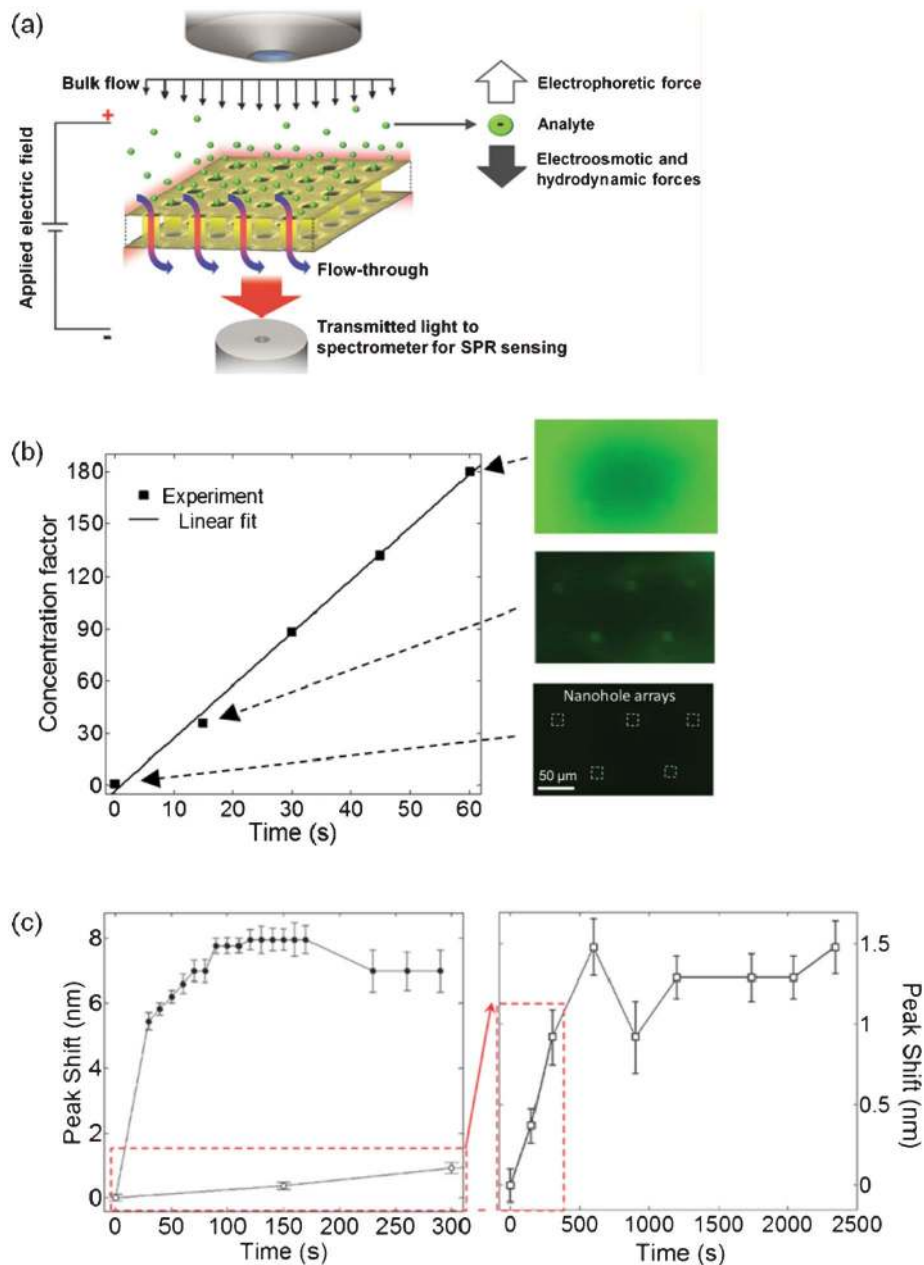 (a)
Bulk flow
Electrophoretic force
+
-
Analyte
Electroosmotic and
hydrodynamic forces
Applied electric field
Flow-through
-
Transmitted light to
spectrometer for SPR sensing
(b)
180
150
120
90
60
30
0
Concentration factor
Experiment
Linear fit
0 10 20 30 40 50 60
Time (s)
Nanohole arrays
50 µm
(c)
8
6
4
2
0
Peak Shift (nm)
0 50 100 150 200 250 300
Time (s)
1.5
1
0.5
0
Peak Shift (nm)
0 500 1000 1500 2000 2500
Time (s)